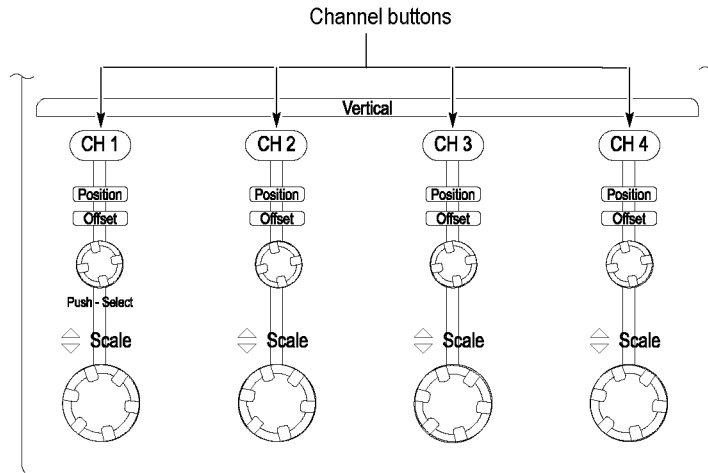 Channel buttons
Vertical
CH 1 CH 2 CH 3 CH 4
Position Position Position Position
Offset Offset Offset Offset
Push - Select
Scale Scale Scale Scale